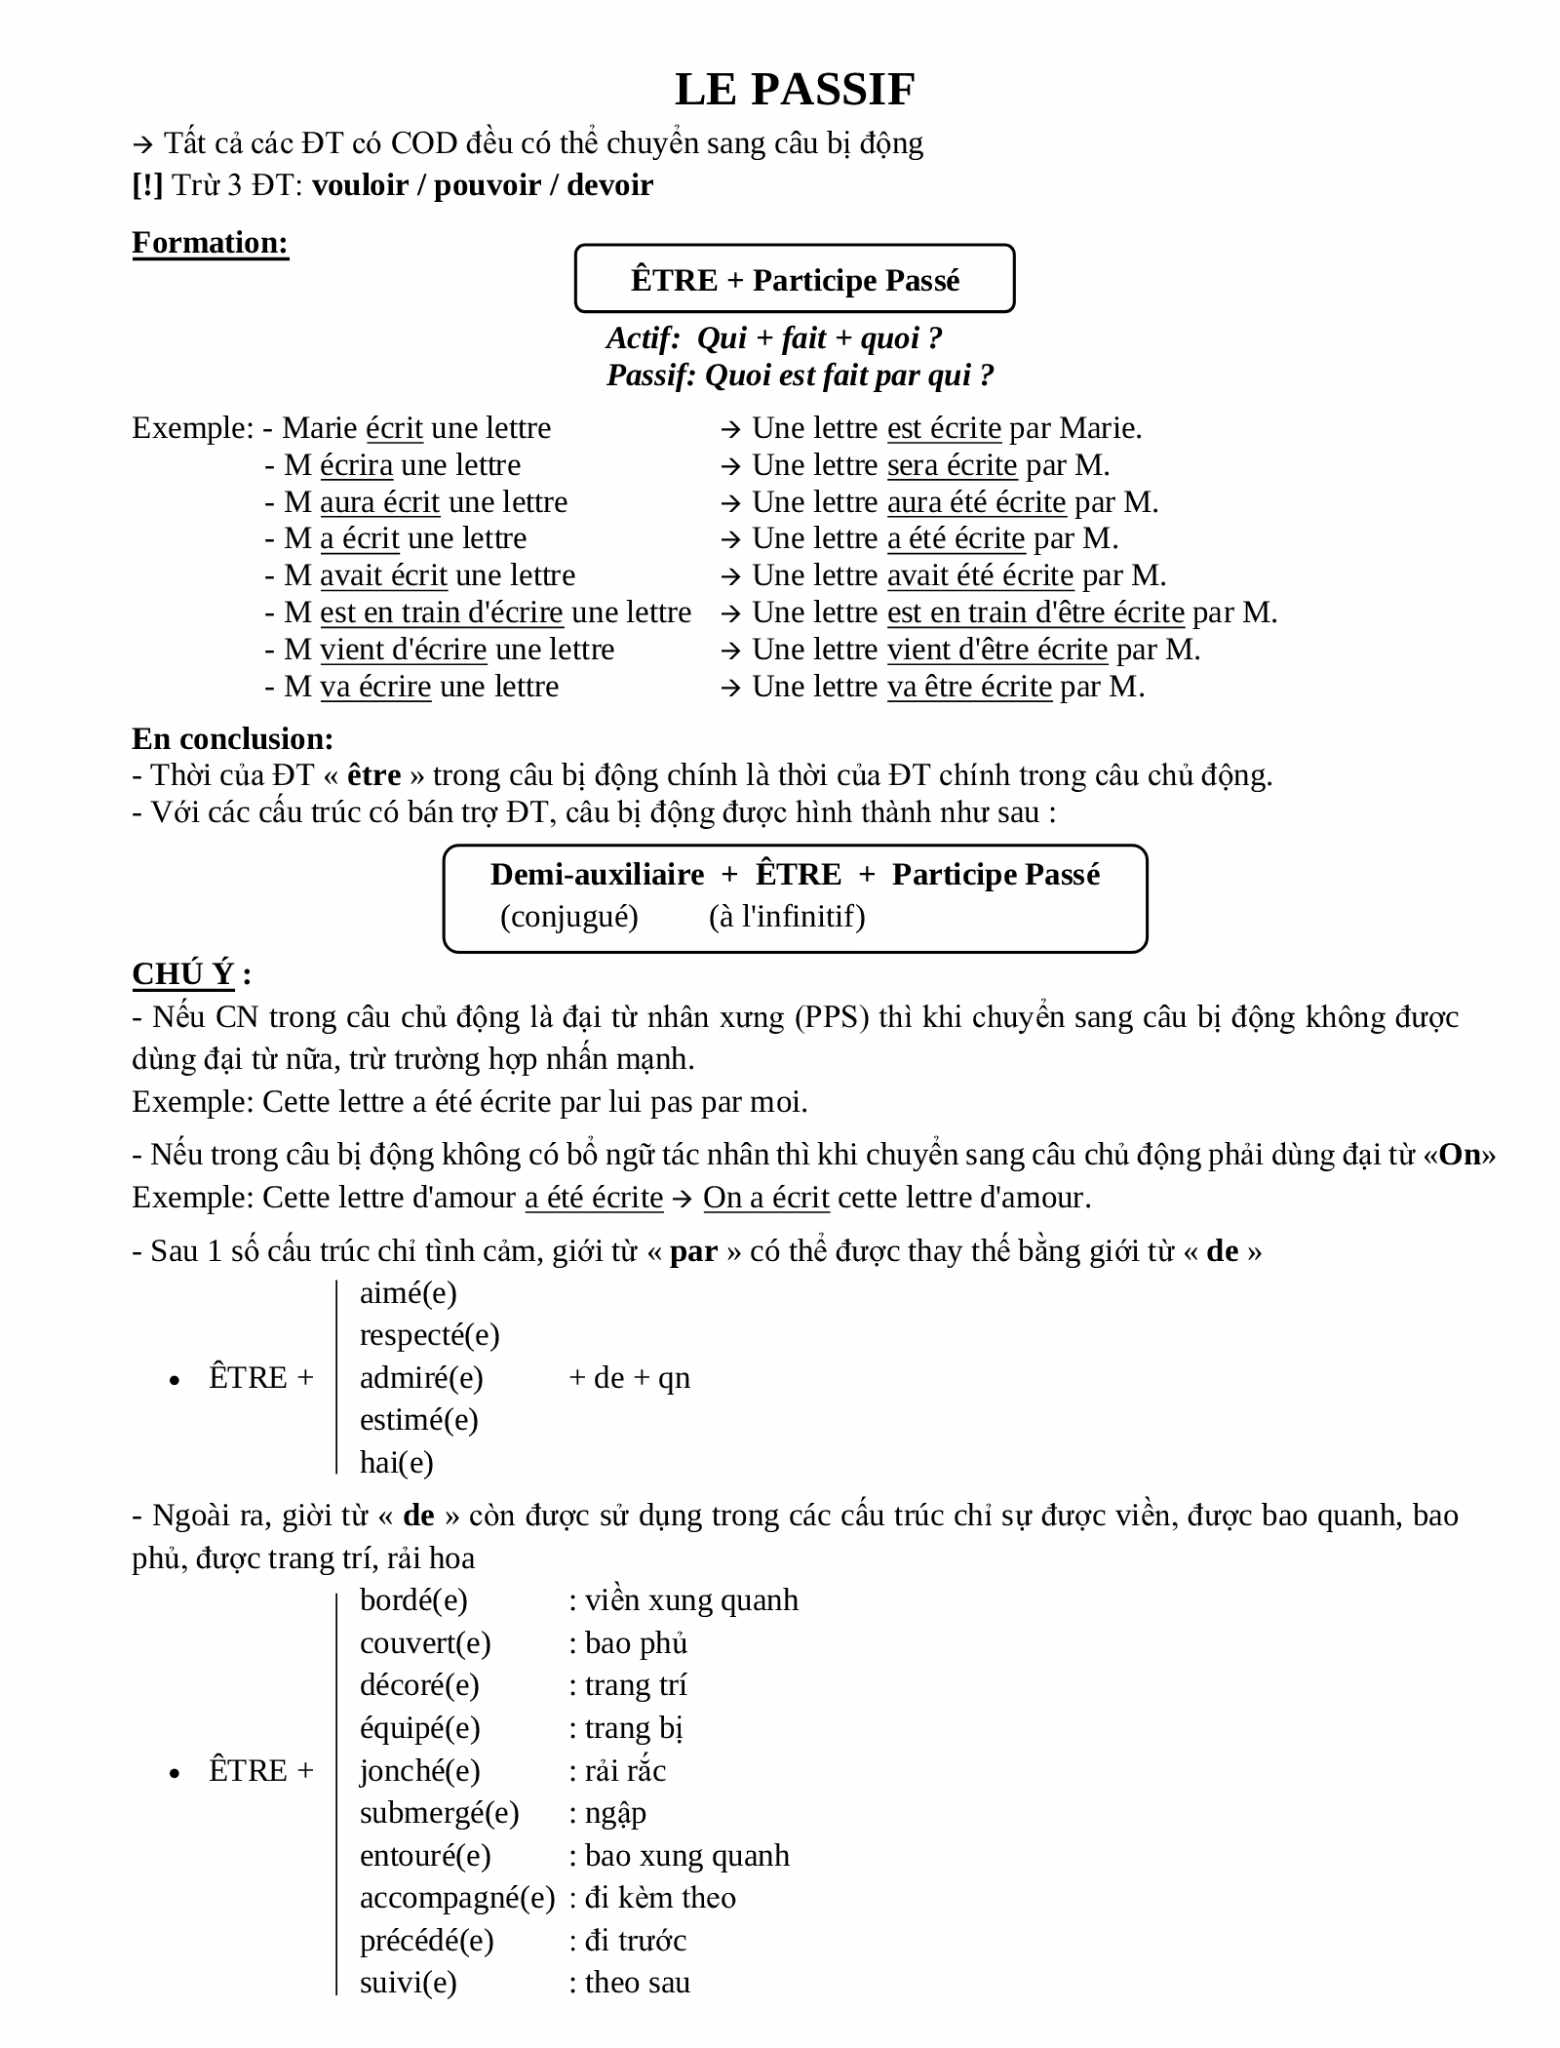 LE PASSIF
→ Tất cả các ĐT có COD đều có thể chuyển sang câu bị động
[!] Trừ 3 ĐT: vouloir / pouvoir / devoir
Formation:
ÊTRE + Participe Passé
Actif: Qui + fait + quoi ?
Passif: Quoi est fait par qui ?
Exemple: - Marie écrit une lettre → Une lettre est écrite par Marie.
- M écrira une lettre → Une lettre sera écrite par M.
- M aura écrit une lettre → Une lettre aura été écrite par M.
- M a écrit une lettre → Une lettre a été écrite par M.
- M avait écrit une lettre → Une lettre avait été écrite par M.
- M est en train d'écrire une lettre → Une lettre est en train d'être écrite par M.
- M vient d'écrire une lettre → Une lettre vient d'être écrite par M.
- M va écrire une lettre → Une lettre va être écrite par M.
En conclusion:
- Thời của ĐT « être » trong câu bị động chính là thời của ĐT chính trong câu chủ động.
- Với các cấu trúc có bán trợ ĐT, câu bị động được hình thành như sau :
Demi-auxiliaire + ÊTRE + Participe Passé
(conjugué) (à l'infinitif)
CHÚ Ý :
- Nếu CN trong câu chủ động là đại từ nhân xưng (PPS) thì khi chuyển sang câu bị động không được
dùng đại từ nữa, trừ trường hợp nhấn mạnh.
Exemple: Cette lettre a été écrite par lui pas par moi.
- Nếu trong câu bị động không có bổ ngữ tác nhân thì khi chuyển sang câu chủ động phải dùng đại từ «On»
Exemple: Cette lettre d'amour a été écrite → On a écrit cette lettre d'amour.
- Sau 1 số cấu trúc chỉ tình cảm, giới từ « par » có thể được thay thế bằng giới từ « de »
aimé(e)
respecté(e)
• ÊTRE + admiré(e) + de + qn
estimé(e)
hai(e)
- Ngoài ra, giời từ « de » còn được sử dụng trong các cấu trúc chỉ sự được viền, được bao quanh, bao
phủ, được trang trí, rải hoa
bordé(e) : viền xung quanh
couvert(e) : bao phủ
décoré(e) : trang trí
équipé(e) : trang bị
• ÊTRE + jonché(e) : rải rắc
submergé(e) : ngập
entouré(e) : bao xung quanh
accompagné(e) : đi kèm theo
précédé(e) : đi trước
suivi(e) : theo sau